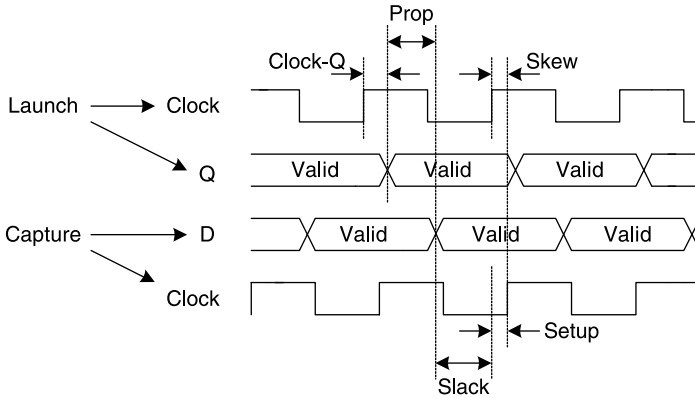 Prop
Clock-Q
Skew
Launch
Clock
Q
Valid
Valid
Valid
Capture
D
Valid
Valid
Valid
Clock
Setup
Slack